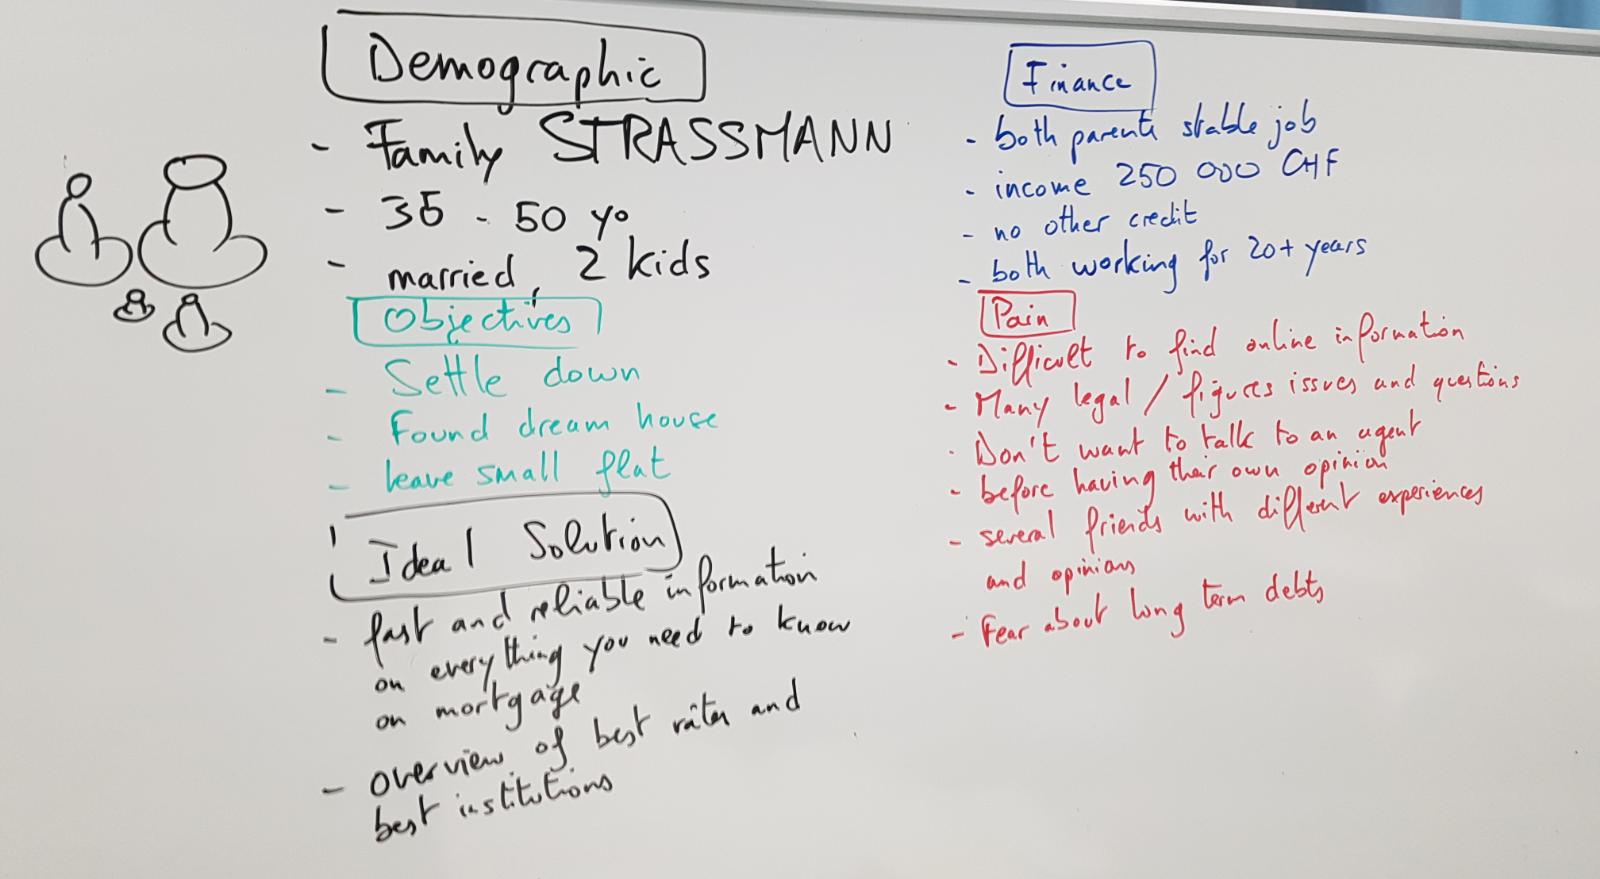 Demographic
- Family STRASSMANN
- 35 - 50 yo
- married, 2 kids
Objectives
- Settle down
- Found dream house
- leave small flat
Ideal Solution
- fast and reliable information
on everything you need to know
on mortgage
- overview of best rates and
best institutions
Finance
- both parents stable job
- income 250 000 CHF
- no other credit
- both working for 20+ years
Pain
- Difficult to find online information
- Many legal / figures issues and questions
- Don't want to talk to an agent
- before having their own opinion
- several friends with different experiences
and opinions
- Fear about long term debts